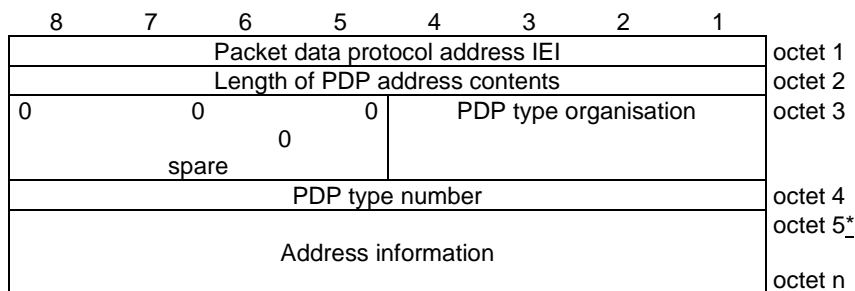 8 7 6 5 4 3 2 1
Packet data protocol address IEI octet 1
Length of PDP address contents octet 2
0 0 0 PDP type organisation octet 3
0
spare
PDP type number octet 4
octet 5*
Address information
octet n